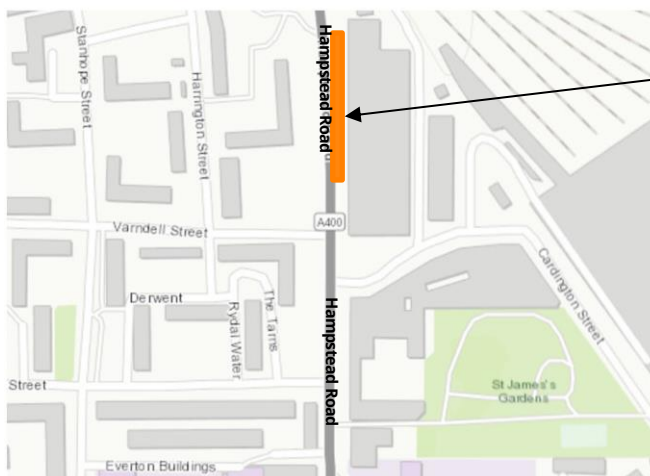 Stanhope Street
Harrington Street
Hampstead Road
A400
Varndell Street
Cardington Street
Derwent
Rydal Water
The Tarns
Hampstead Road
Street
St James's
Gardens
Everton Buildings